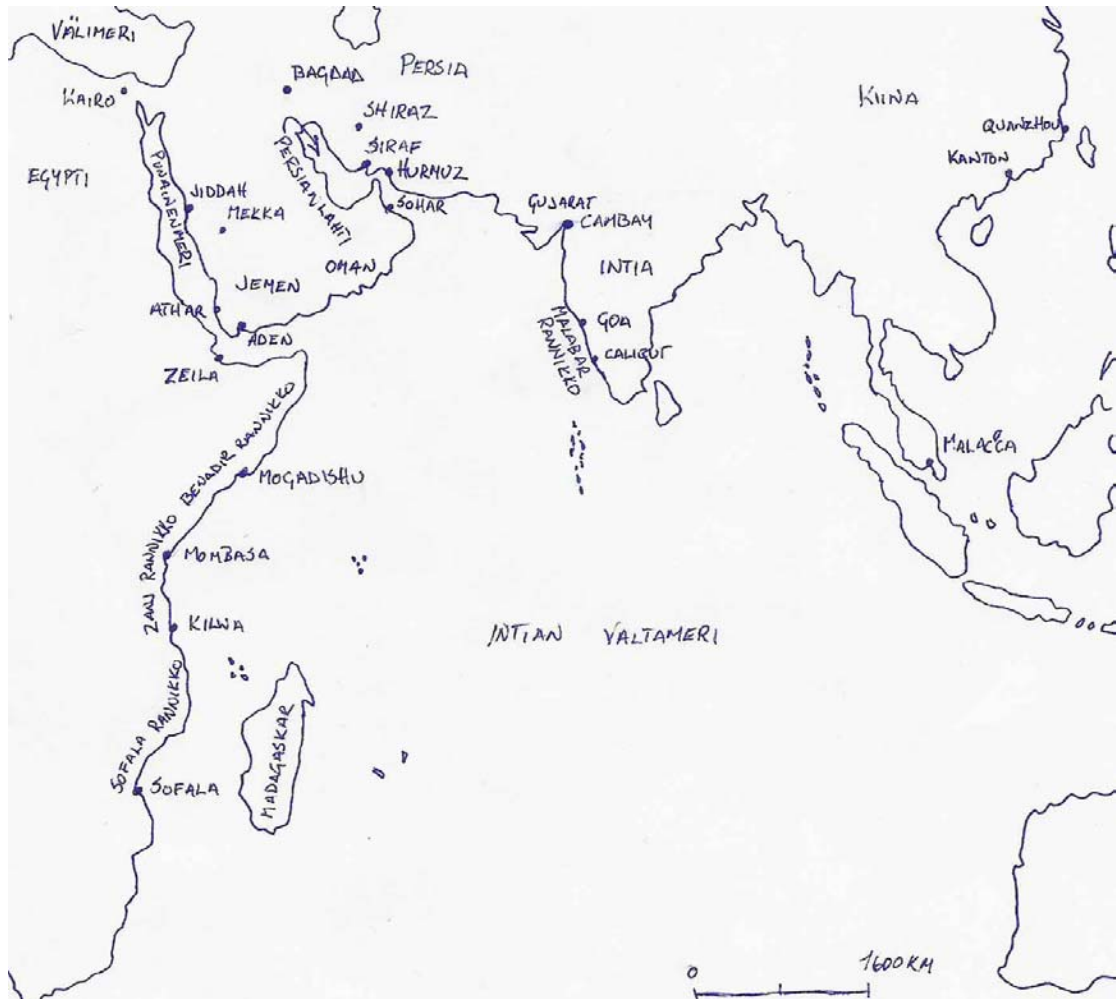 VÄLIMERI
KAIRO
BAGDAD
PERSIA
KIINA
SHIRAZ
QUANZHOU
KANTON
SIRAF
HURMUZ
EGYPTI
PUNAINENMERI
PERSIANLAHTI
JIDDAH
MEKKA
SOHAR
GUJARAT
CAMBAY
OMAN
INTIA
JEMEN
ATHAR
ADEN
ZEILA
MALABAR
RANNIKKO
GOA
CALICUT
MALACCA
BENADIR RANNIKKO
MOGADISHU
ZANJ RANNIKKO
MOMBASA
KILWA
INTIAN VALTAMERI
SOFALA RANNIKKO
SOFALA
MADAGASKAR
0 1600 KM